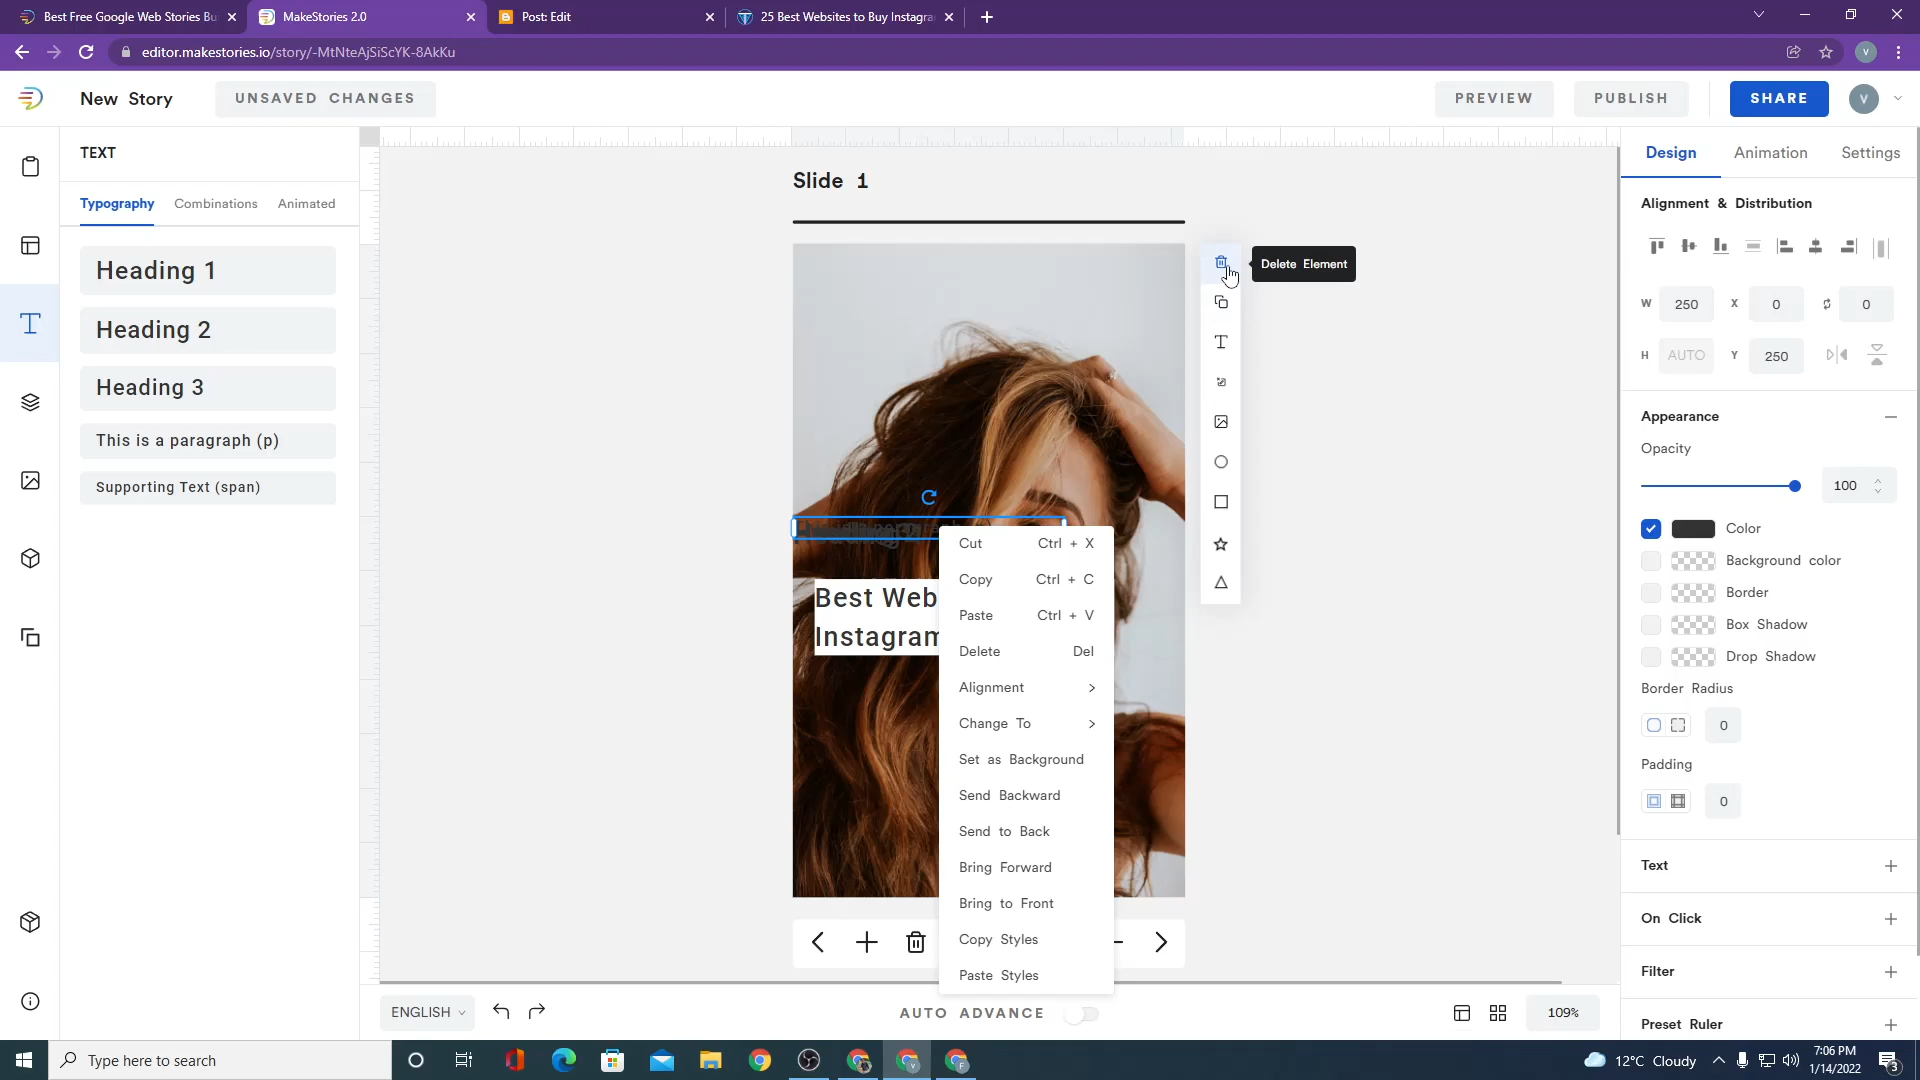 Best Free Google Web Stories Bu
MakeStories 2.0
Post: Edit
25 Best Websites to Buy Instagra
editor.makestories.io/story/-MtNteAjSiScYK-8AkKu
V
New Story
UNSAVED CHANGES
PREVIEW
PUBLISH
SHARE
V
TEXT
Typography
Combinations
Animated
Heading 1
Heading 2
Heading 3
This is a paragraph (p)
Supporting Text (span)
Slide 1
Delete Element
Best Web
Instagram
Cut Ctrl + X
Copy Ctrl + C
Paste Ctrl + V
Delete Del
Alignment
Change To
Set as Background
Send Backward
Send to Back
Bring Forward
Bring to Front
Copy Styles
Paste Styles
ENGLISH
AUTO ADVANCE
109%
Design
Animation
Settings
Alignment & Distribution
W 250 X 0 0
H AUTO Y 250
Appearance
Opacity
100
Color
Background color
Border
Box Shadow
Drop Shadow
Border Radius
0
Padding
0
Text
On Click
Filter
Preset Ruler
Type here to search
12°C Cloudy
7:06 PM
1/14/2022
3